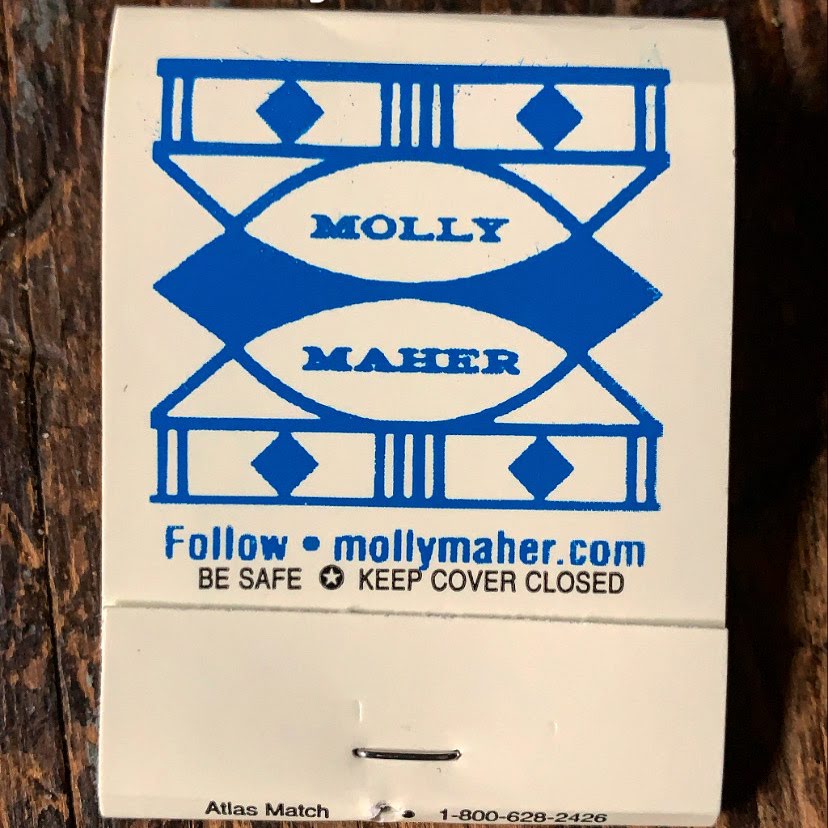 MOLLY
MAHER
Follow • mollymaher.com
BE SAFE ✪ KEEP COVER CLOSED
Atlas Match • 1-800-628-2426